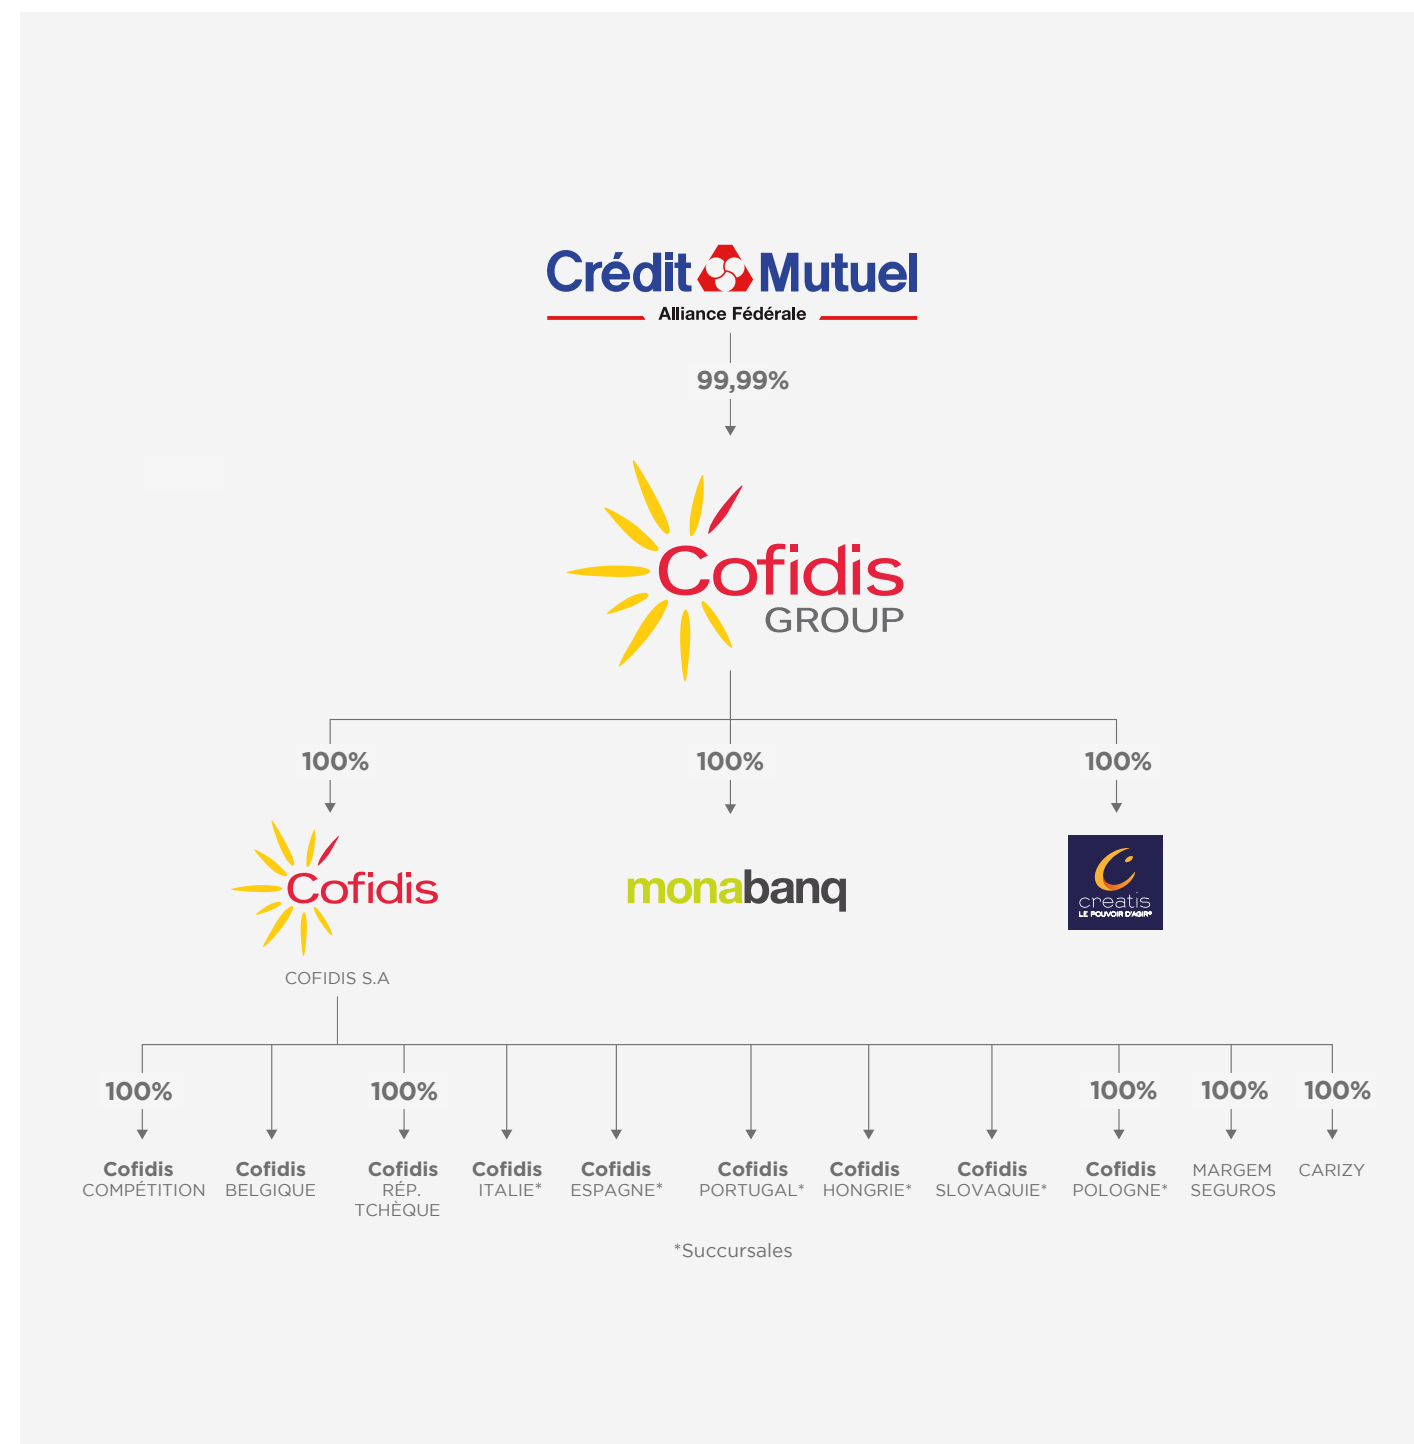 Crédit Mutuel
Alliance Fédérale
99,99%
Cofidis
GROUP
100% 100% 100%
Cofidis
monabanq
creatis
LE POUVOIR D'AGIR®
COFIDIS S.A
100% 100% 100% 100% 100%
Cofidis
COMPÉTITION
Cofidis
BELGIQUE
Cofidis
RÉP.
TCHÈQUE
Cofidis
ITALIE*
Cofidis
ESPAGNE*
Cofidis
PORTUGAL*
Cofidis
HONGRIE*
Cofidis
SLOVAQUIE*
Cofidis
POLOGNE*
MARGEM
SEGUROS
CARIZY
*Succursales